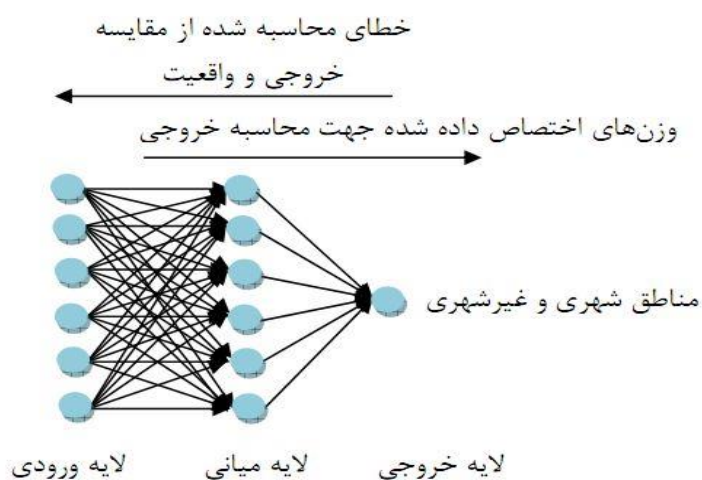 خطای محاسبه شده از مقایسه
خروجی و واقعیت
وزن‌های اختصاص داده شده جهت محاسبه خروجی
مناطق شهری و غیرشهری
لایه خروجی
لایه میانی
لایه ورودی